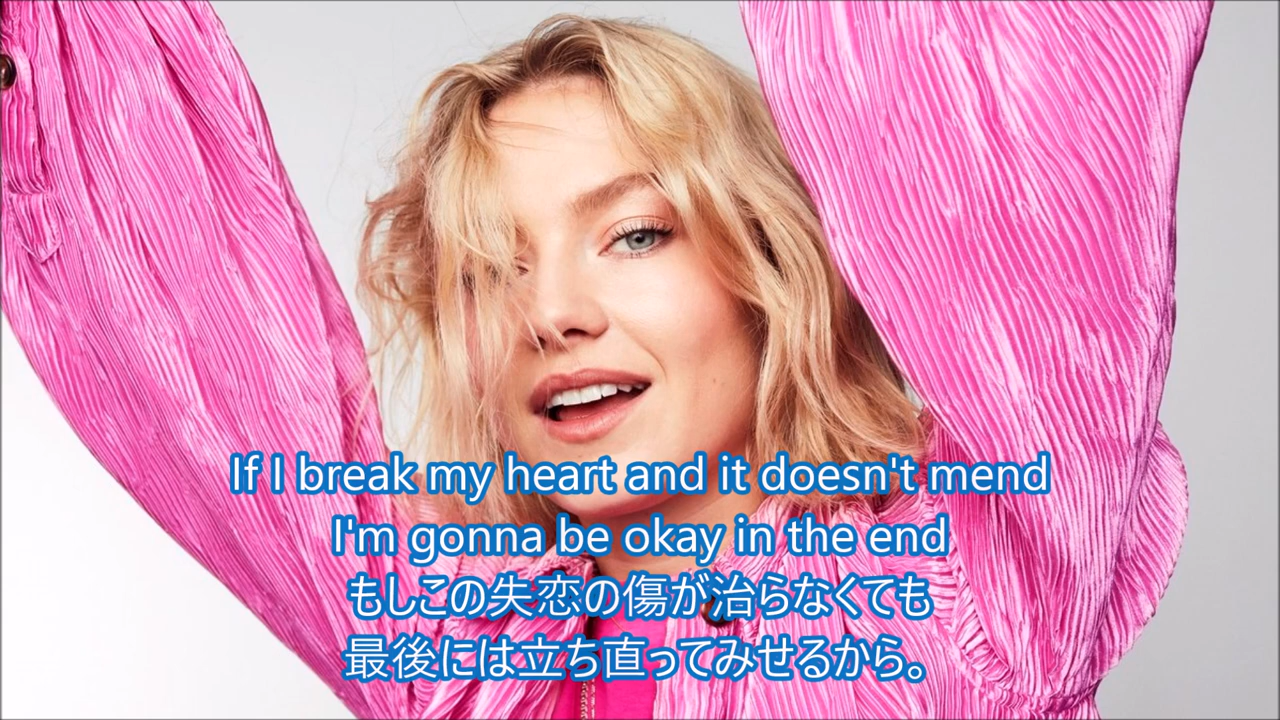 If I break my heart and it doesn't mend
I'm gonna be okay in the end
もしこの失恋の傷が治らなくても
最後には立ち直ってみせるから。